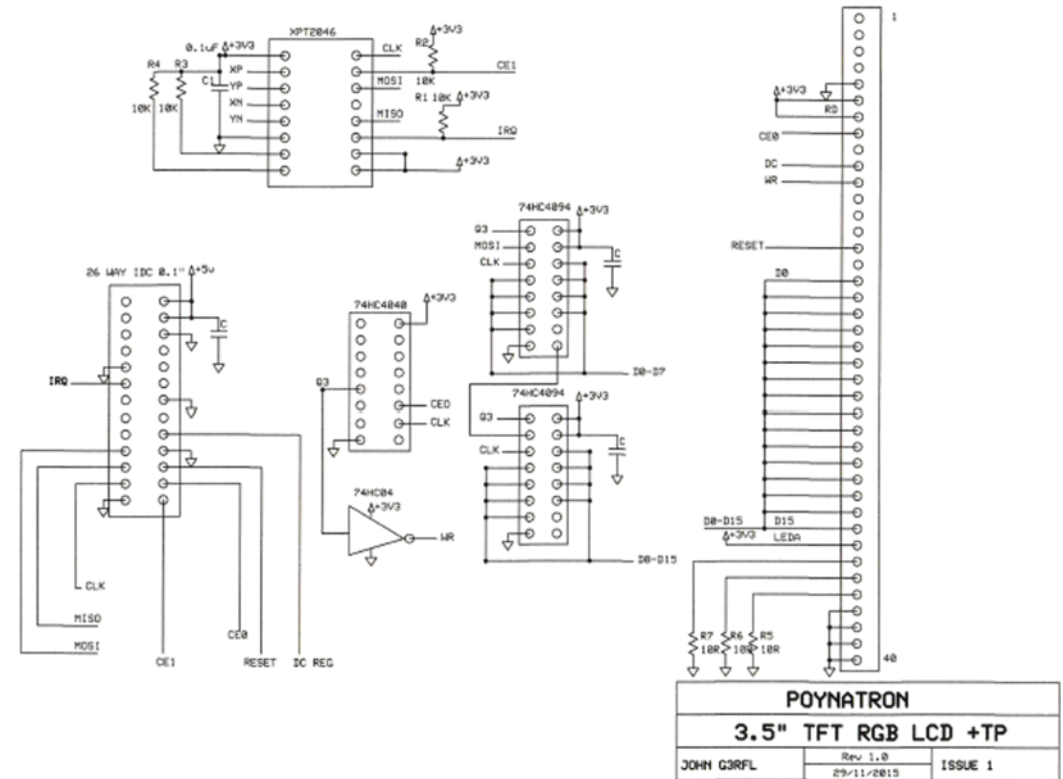 XPT2046
0.1uF +3V3
R4 R3
10K 10K
C1
XP
YP
XN
YN
CLK
R2 +3V3
10K
CE1
MOSI
R1 10K +3V3
MISO
IRQ
+3V3
26 WAY IDC 0.1" +5v
C
IRQ
CLK
MISO
MOSI
CE1
CE0
RESET
DC REG
74HC4040
+3V3
Q3
CEO
CLK
74HC04
+3V3
WR
74HC4094
+3V3
Q3
MOSI
CLK
C
D0-D7
74HC4094
+3V3
Q3
CLK
C
D8-D15
1
+3V3
RD
CE0
DC
WR
RESET
D0
D0-D15 D15
+3V3 LEDA
R7 R6 R5
10R 10R 10R
40
POYNATRON
3.5" TFT RGB LCD +TP
JOHN G3RFL
Rev 1.0
29/11/2015
ISSUE 1